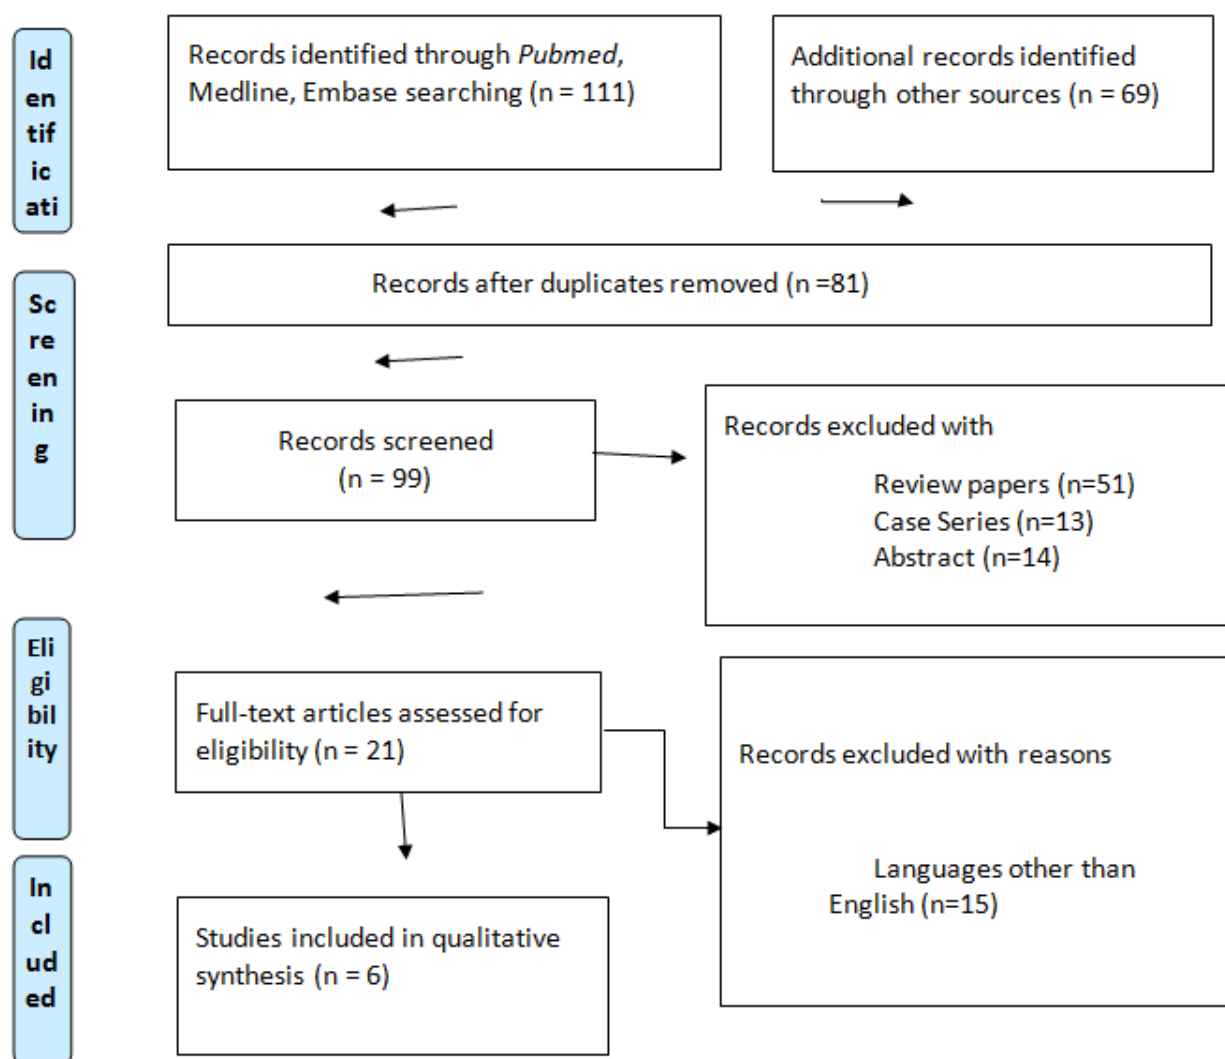 Id
en
tif
ic
ati
Records identified through Pubmed,
Medline, Embase searching (n = 111)
Additional records identified
through other sources (n = 69)
Sc
re
en
in
g
Records after duplicates removed (n =81)
Records screened
(n = 99)
Records excluded with
Review papers (n=51)
Case Series (n=13)
Abstract (n=14)
Eli
gi
bil
ity
Full-text articles assessed for
eligibility (n = 21)
Records excluded with reasons
Languages other than
English (n=15)
In
cl
ud
ed
Studies included in qualitative
synthesis (n = 6)